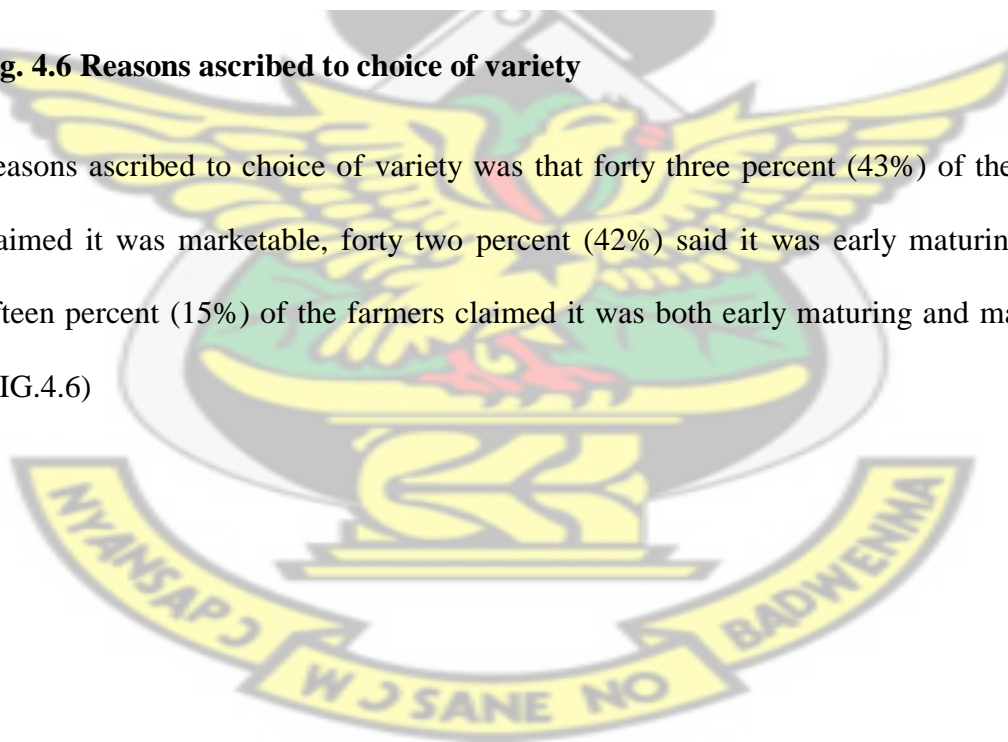 g. 4.6 Reasons ascribed to choice of variety
easons ascribed to choice of variety was that forty three percent (43%) of the
aimed it was marketable, forty two percent (42%) said it was early maturin
fteen percent (15%) of the farmers claimed it was both early maturing and ma
IG.4.6)
NYANSAPƆ
WƆSANE NO
BADWENMA